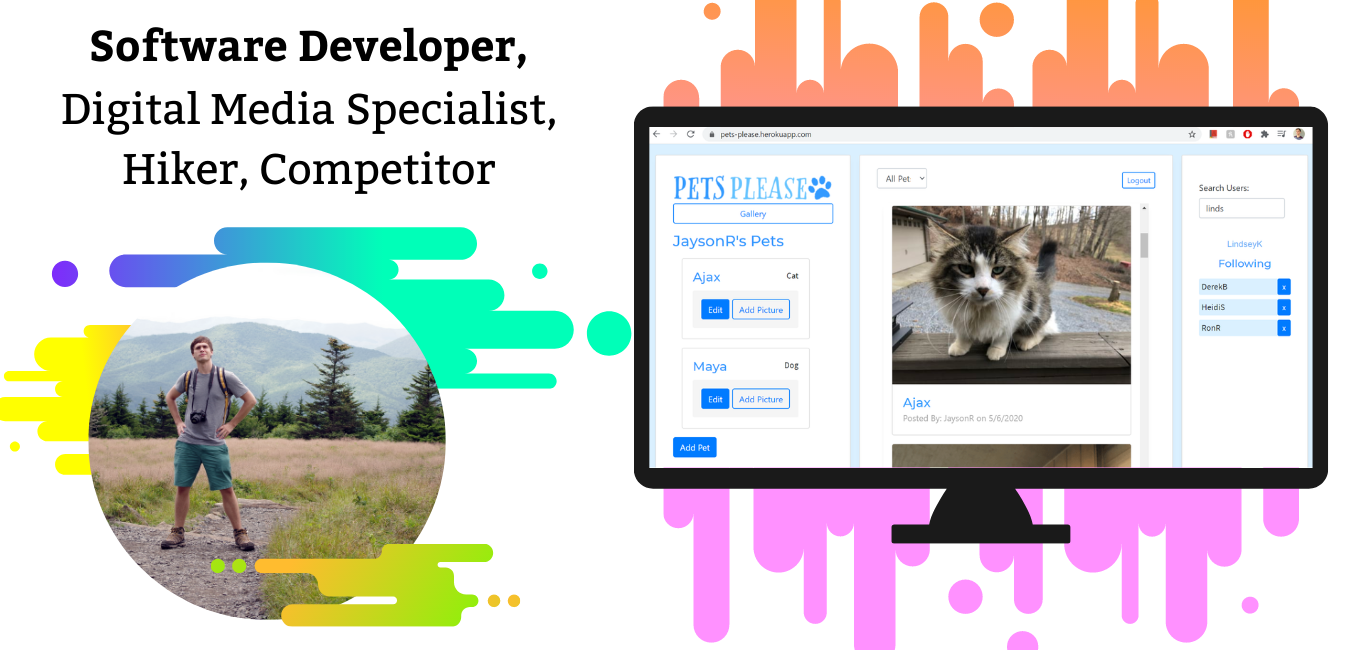 Software Developer,
Digital Media Specialist,
Hiker, Competitor
pets-please.herokuapp.com
PETS PLEASE
Gallery
JaysonR's Pets
Ajax
Cat
Edit
Add Picture
Maya
Dog
Edit
Add Picture
Add Pet
All Pet
Logout
Ajax
Posted By: JaysonR on 5/6/2020
Search Users:
linds
LindseyK
Following
DerekB
x
HeidiS
x
RonR
x